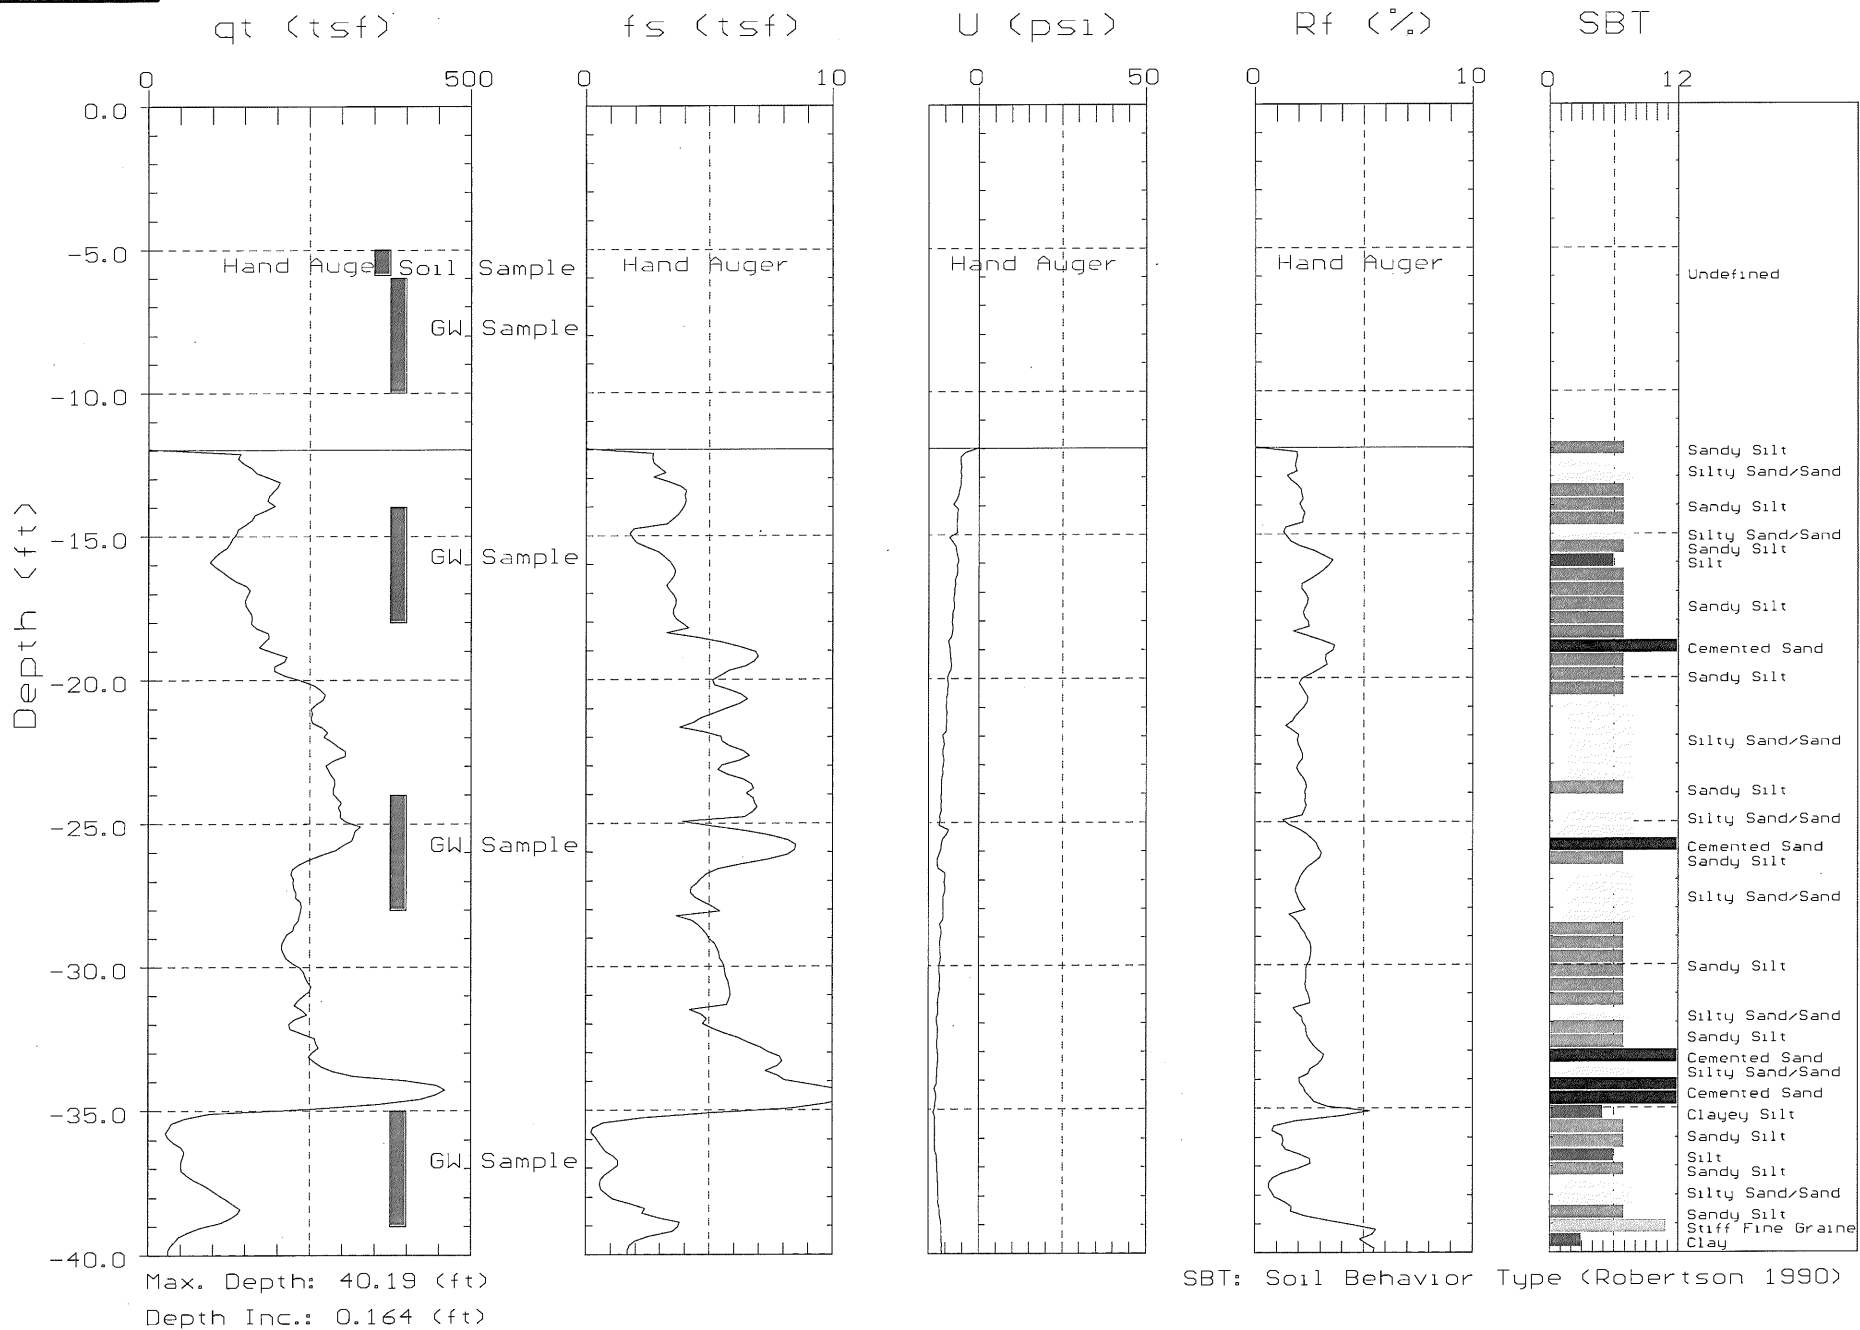 qt (tsf) fs (tsf) U (psi) Rf (%) SBT
0 500 0 10 0 50 0 10 0 12
0.0
-5.0
Hand Auge Soil Sample Hand Auger Hand Auger Hand Auger
Undefined
GW Sample
-10.0
Sandy Silt
Silty Sand/Sand
Sandy Silt
-15.0
Silty Sand/Sand
Sandy Silt
GW Sample
Silt
Sandy Silt
Cemented Sand
-20.0
Sandy Silt
Depth (ft)
Silty Sand/Sand
Sandy Silt
-25.0
Silty Sand/Sand
GW Sample
Cemented Sand
Sandy Silt
Silty Sand/Sand
-30.0
Sandy Silt
Silty Sand/Sand
Sandy Silt
Cemented Sand
Silty Sand/Sand
Cemented Sand
-35.0
Clayey Silt
Sandy Silt
GW Sample
Silt
Sandy Silt
Silty Sand/Sand
Sandy Silt
Stiff Fine Graine
Clay
-40.0
Max. Depth: 40.19 (ft)
SBT: Soil Behavior Type (Robertson 1990)
Depth Inc.: 0.164 (ft)